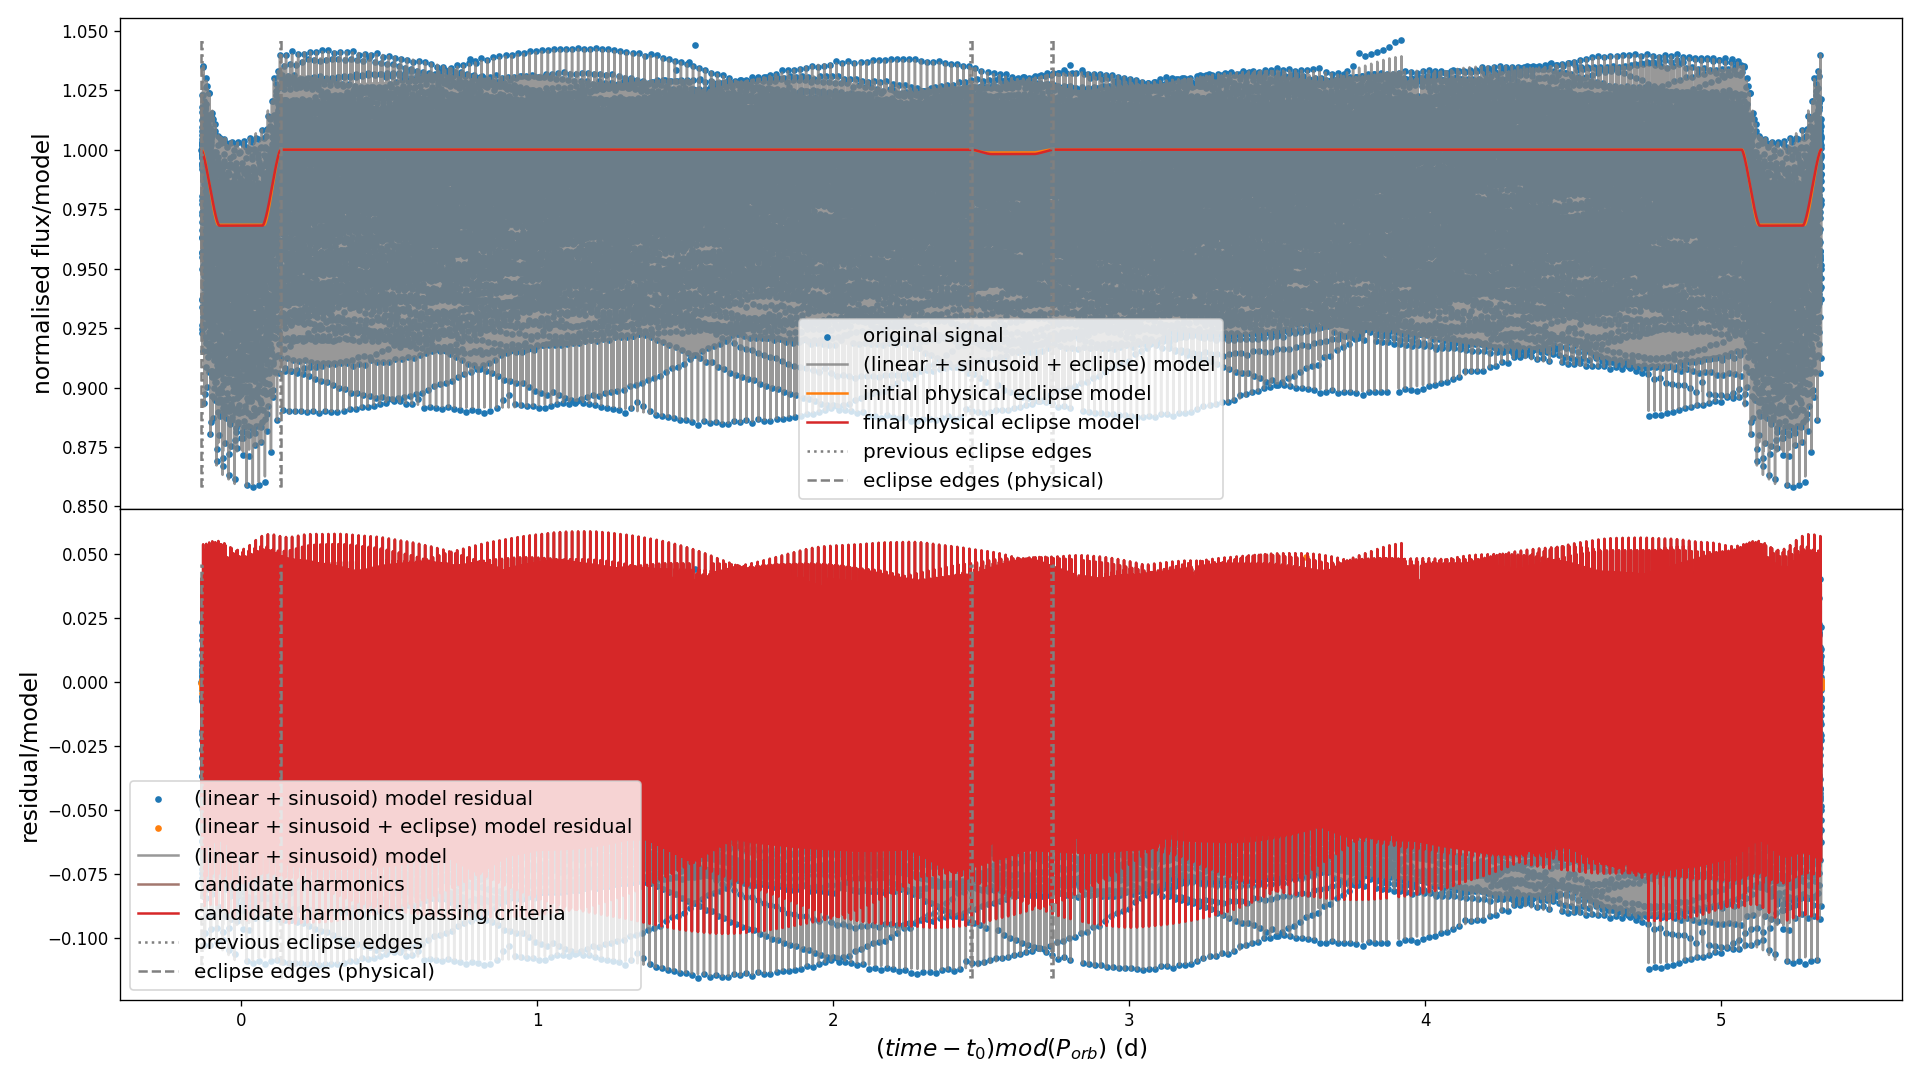 1.050
1.025
1.000
0.975
0.950
0.925
0.900
0.875
0.850
normalised flux/model
original signal
(linear + sinusoid + eclipse) model
initial physical eclipse model
final physical eclipse model
previous eclipse edges
eclipse edges (physical)
0.050
0.025
0.000
−0.025
−0.050
−0.075
−0.100
residual/model
(linear + sinusoid) model residual
(linear + sinusoid + eclipse) model residual
(linear + sinusoid) model
candidate harmonics
candidate harmonics passing criteria
previous eclipse edges
eclipse edges (physical)
0 1 2 3 4 5
(time − t₀)mod(P_orb) (d)